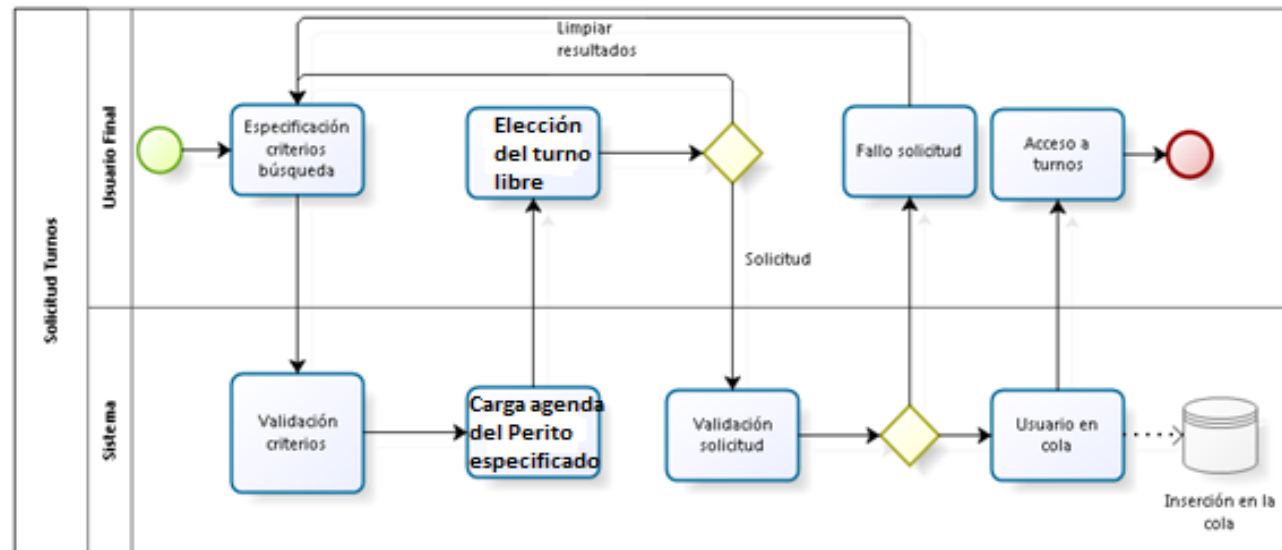 Solicitud Turnos
Usuario Final
Limpiar
resultados
Especificación
criterios
búsqueda
Elección
del turno
libre
Fallo solicitud
Acceso a
turnos
Solicitud
Sistema
Validación
criterios
Carga agenda
del Perito
especificado
Validación
solicitud
Usuario en
cola
Inserción en la
cola